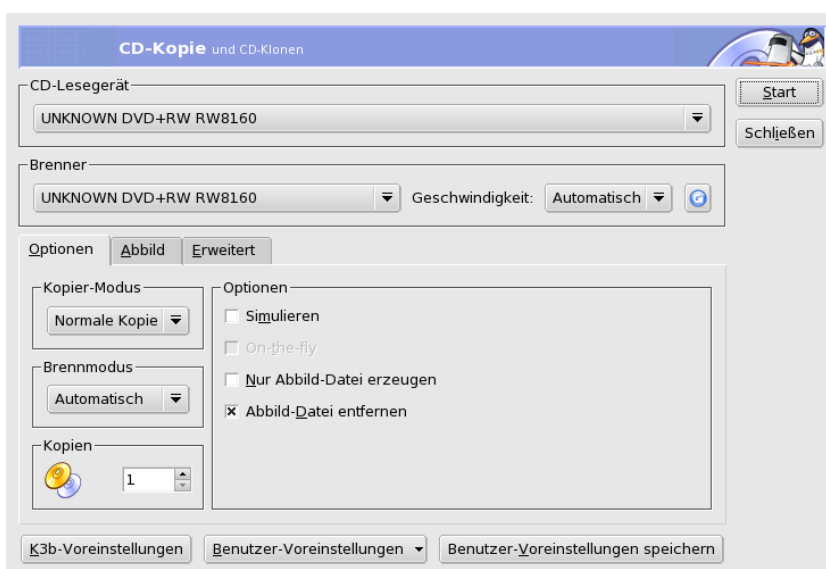 CD-Kopie und CD-Klonen
CD-Lesegerät
UNKNOWN DVD+RW RW8160
Start
Schließen
Brenner
UNKNOWN DVD+RW RW8160
Geschwindigkeit:
Automatisch
Optionen
Abbild
Erweitert
Kopier-Modus
Normale Kopie
Brennmodus
Automatisch
Kopien
1
Optionen
Simulieren
On-the-fly
Nur Abbild-Datei erzeugen
Abbild-Datei entfernen
K3b-Voreinstellungen
Benutzer-Voreinstellungen
Benutzer-Voreinstellungen speichern